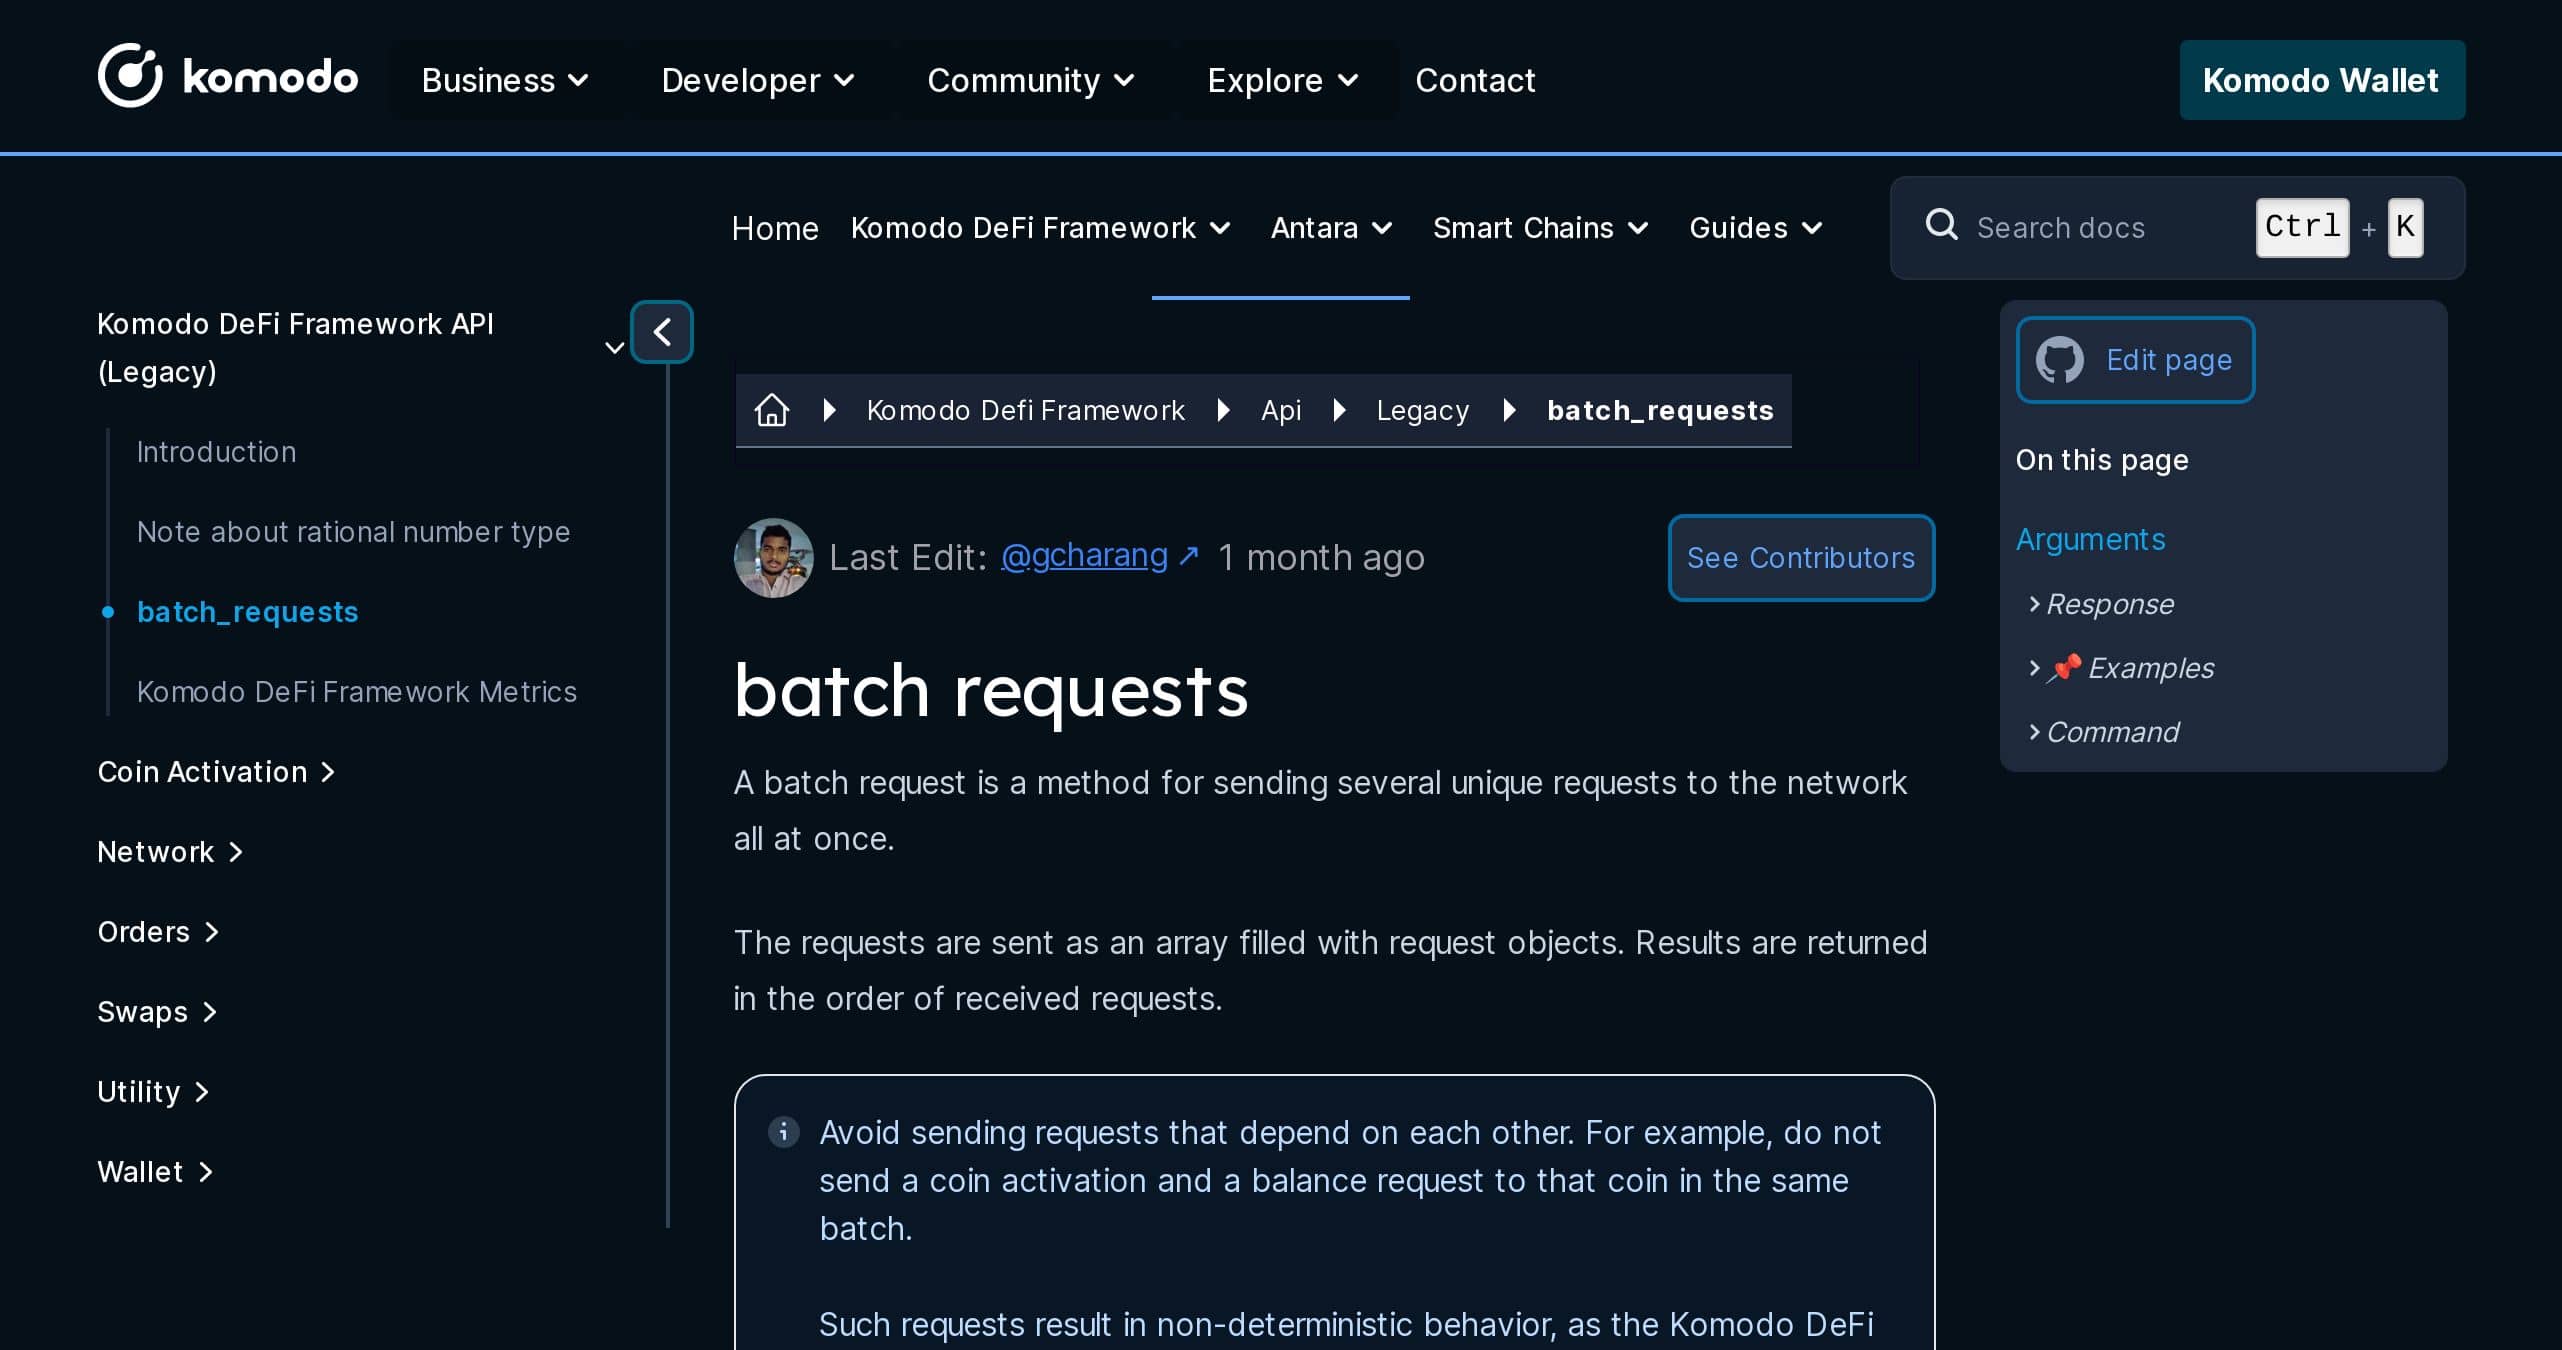 komodo Business Developer Community Explore Contact Komodo Wallet
Home Komodo DeFi Framework Antara Smart Chains Guides Search docs Ctrl + K
Komodo DeFi Framework API
(Legacy)
Introduction
Note about rational number type
batch_requests
Komodo DeFi Framework Metrics
Coin Activation
Network
Orders
Swaps
Utility
Wallet
Komodo Defi Framework Api Legacy batch_requests
Last Edit: @gcharang ↗ 1 month ago See Contributors
batch requests
A batch request is a method for sending several unique requests to the network
all at once.
The requests are sent as an array filled with request objects. Results are returned
in the order of received requests.
Avoid sending requests that depend on each other. For example, do not
send a coin activation and a balance request to that coin in the same
batch.
Such requests result in non-deterministic behavior, as the Komodo DeFi
Edit page
On this page
Arguments
Response
📌 Examples
Command